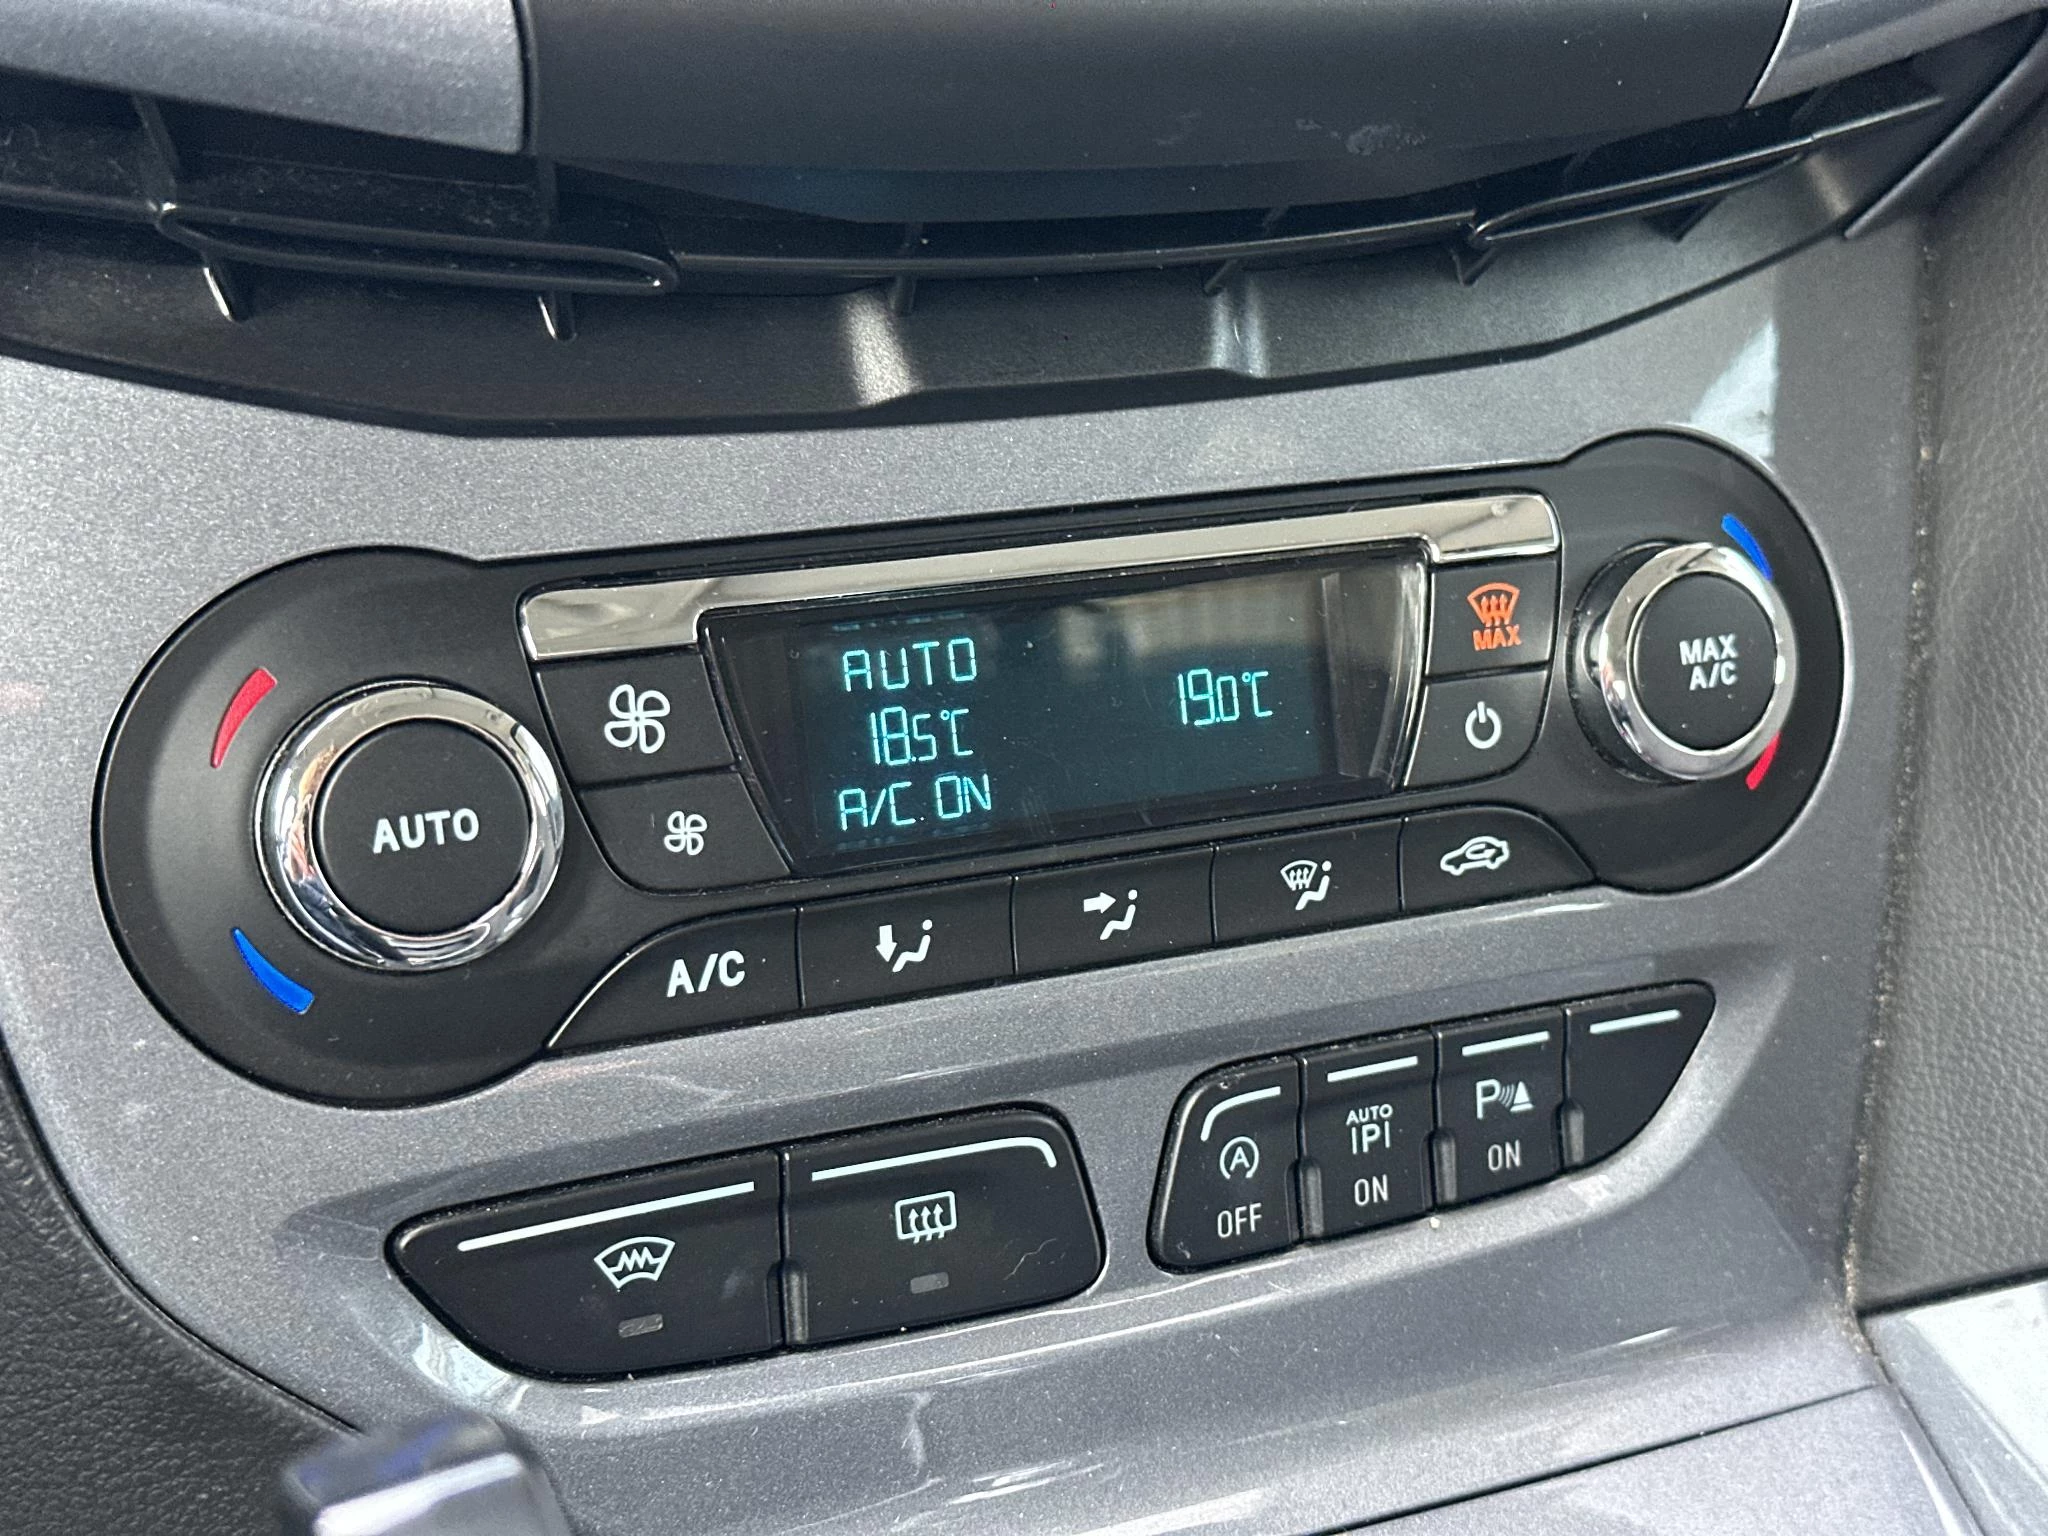 AUTO
AUTO
18.5°C
A/C ON
19.0°C
MAX
MAX
A/C
A/C
A
OFF
AUTO
IPI
ON
P
ON